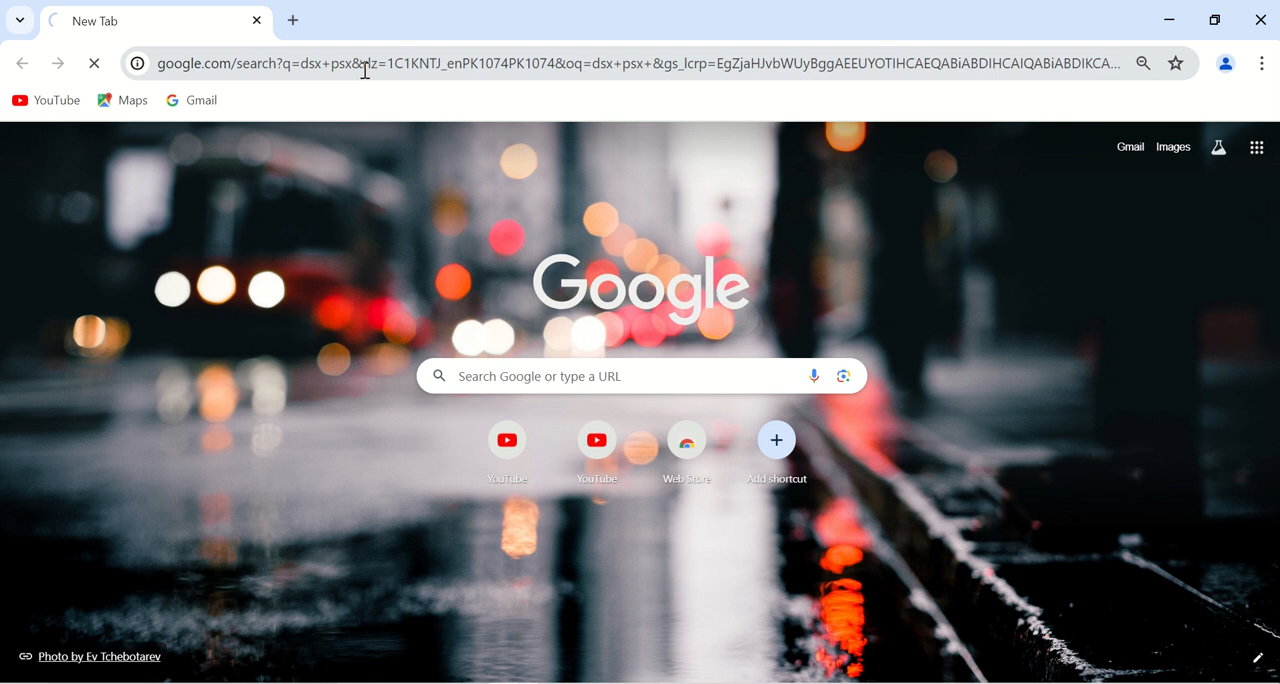 New Tab
google.com/search?q=dsx+psx&rlz=1C1KNTJ_enPK1074PK1074&oq=dsx+psx+&gs_lcrp=EgZjaHJvbWUyBggAEEUYOTIHCAEQABiABDIHCAIQABiABDIKCA...
YouTube Maps Gmail
Gmail Images
Google
Search Google or type a URL
YouTube YouTube Web Store Add shortcut
Photo by Ev Tchebotarev